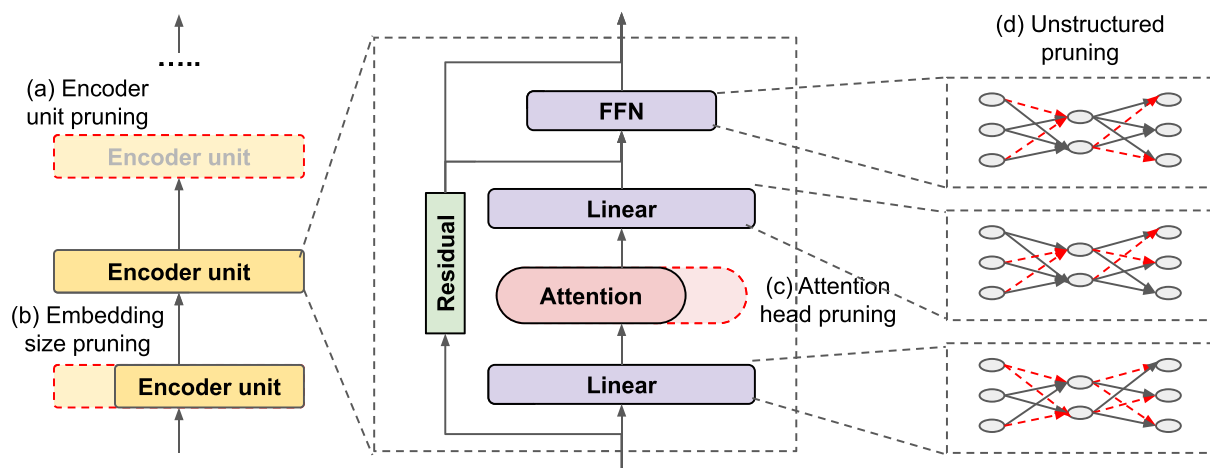 .....
(a) Encoder
unit pruning
Encoder unit
Encoder unit
(b) Embedding
size pruning
Encoder unit
FFN
Linear
Residual
Attention
(c) Attention
head pruning
Linear
(d) Unstructured
pruning